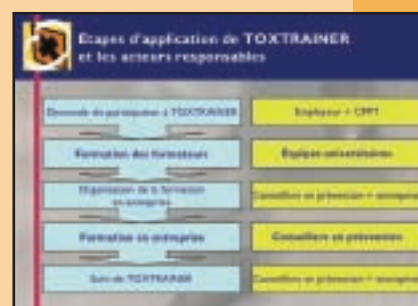 Etapes d'application de TOXTRAINER
et les acteurs responsables
Demande de participation à TOXTRAINER
Employeur + CPPT
Formation des formateurs
Equipes universitaires
Organisation de la formation
en entreprise
Conseillers en prévention + entreprise
Formation en entreprise
Conseillers en prévention
Suivi de TOXTRAINER
Conseillers en prévention + entreprise